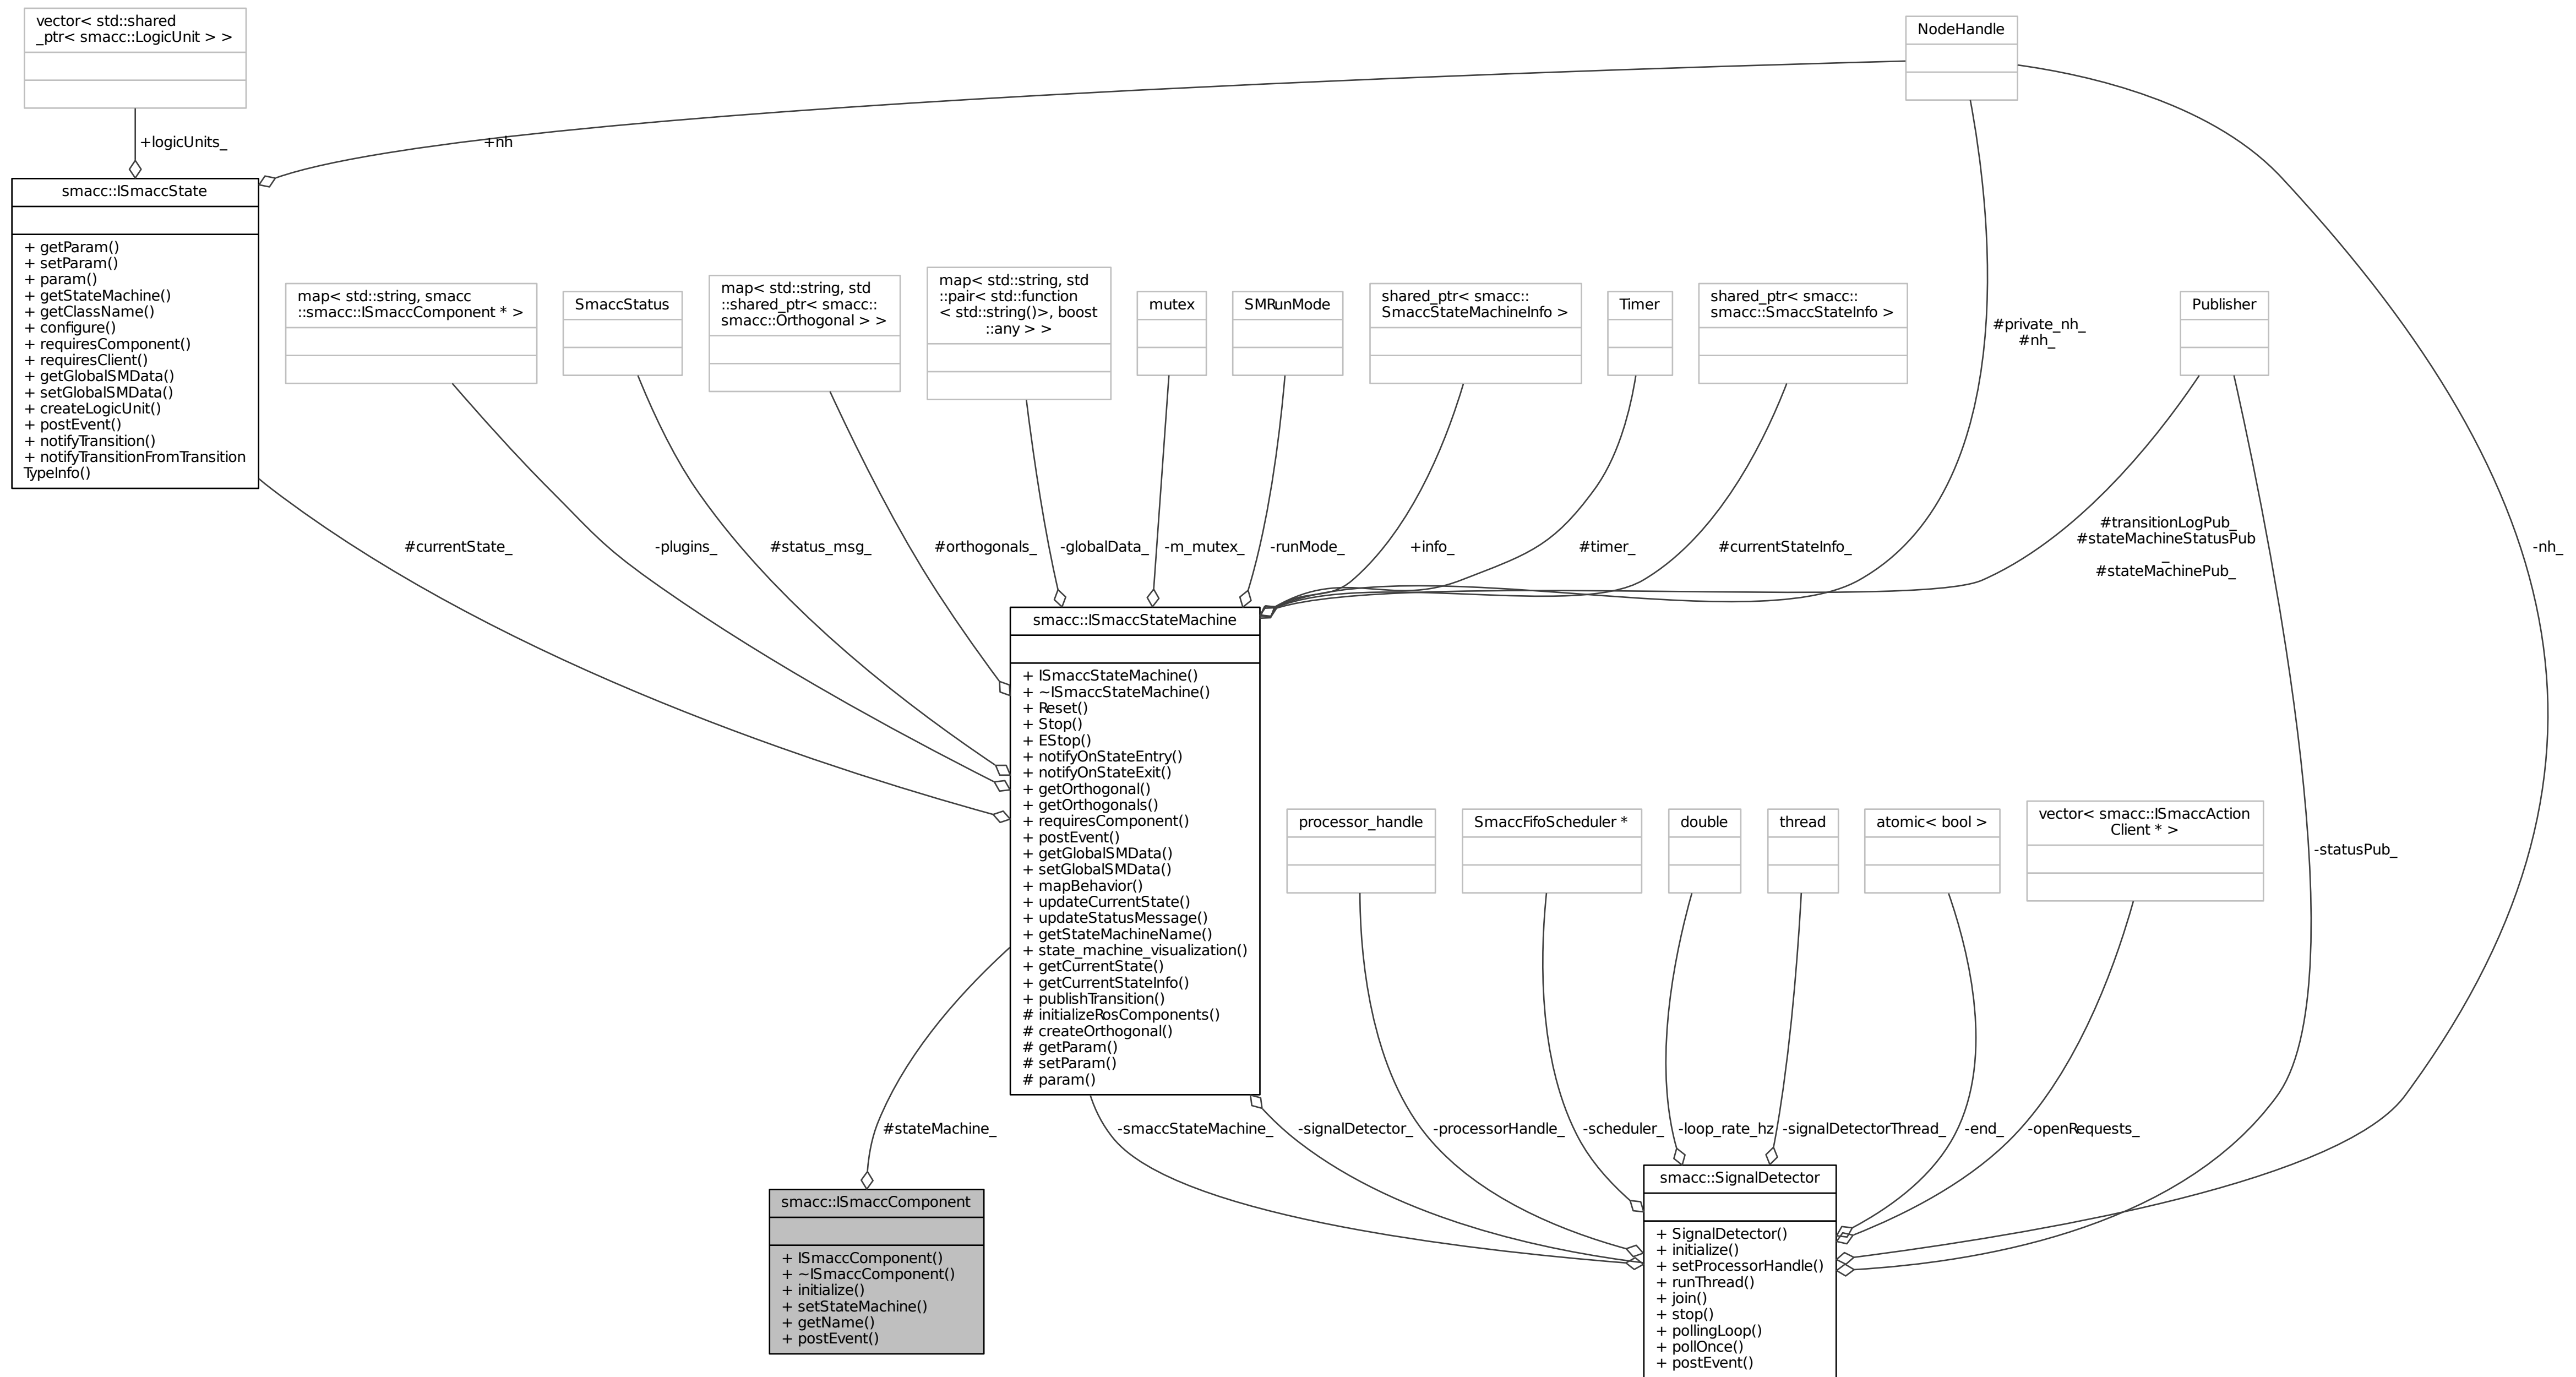 vector< std::shared
_ptr< smacc::LogicUnit > >
NodeHandle
+logicUnits_
+nh
smacc::ISmaccState
+ getParam()
+ setParam()
+ param()
+ getStateMachine()
+ getClassName()
+ configure()
+ requiresComponent()
+ requiresClient()
+ getGlobalSMData()
+ setGlobalSMData()
+ createLogicUnit()
+ postEvent()
+ notifyTransition()
+ notifyTransitionFromTransition
TypeInfo()
map< std::string, smacc
::smacc::ISmaccComponent * >
SmaccStatus
map< std::string, std
::shared_ptr< smacc::
smacc::Orthogonal > >
map< std::string, std
::pair< std::function
< std::string()>, boost
::any > >
mutex
SMRunMode
shared_ptr< smacc::
SmaccStateMachineInfo >
Timer
shared_ptr< smacc::
smacc::SmaccStateInfo >
#private_nh_
#nh_
Publisher
#currentState_
-plugins_
#status_msg_
#orthogonals_
-globalData_
-m_mutex_
-runMode_
+info_
#timer_
#currentStateInfo_
#transitionLogPub_
#stateMachineStatusPub
_
#stateMachinePub_
-nh_
smacc::ISmaccStateMachine
+ ISmaccStateMachine()
+ ~ISmaccStateMachine()
+ Reset()
+ Stop()
+ EStop()
+ notifyOnStateEntry()
+ notifyOnStateExit()
+ getOrthogonal()
+ getOrthogonals()
+ requiresComponent()
+ postEvent()
+ getGlobalSMData()
+ setGlobalSMData()
+ mapBehavior()
+ updateCurrentState()
+ updateStatusMessage()
+ getStateMachineName()
+ state_machine_visualization()
+ getCurrentState()
+ getCurrentStateInfo()
+ publishTransition()
# initializeRosComponents()
# createOrthogonal()
# getParam()
# setParam()
# param()
processor_handle
SmaccFifoScheduler *
double
thread
atomic< bool >
vector< smacc::ISmaccAction
Client * >
-statusPub_
#stateMachine_
-smaccStateMachine_
-signalDetector_
-processorHandle_
-scheduler_
-loop_rate_hz
-signalDetectorThread_
-end_
-openRequests_
smacc::ISmaccComponent
+ ISmaccComponent()
+ ~ISmaccComponent()
+ initialize()
+ setStateMachine()
+ getName()
+ postEvent()
smacc::SignalDetector
+ SignalDetector()
+ initialize()
+ setProcessorHandle()
+ runThread()
+ join()
+ stop()
+ pollingLoop()
+ pollOnce()
+ postEvent()